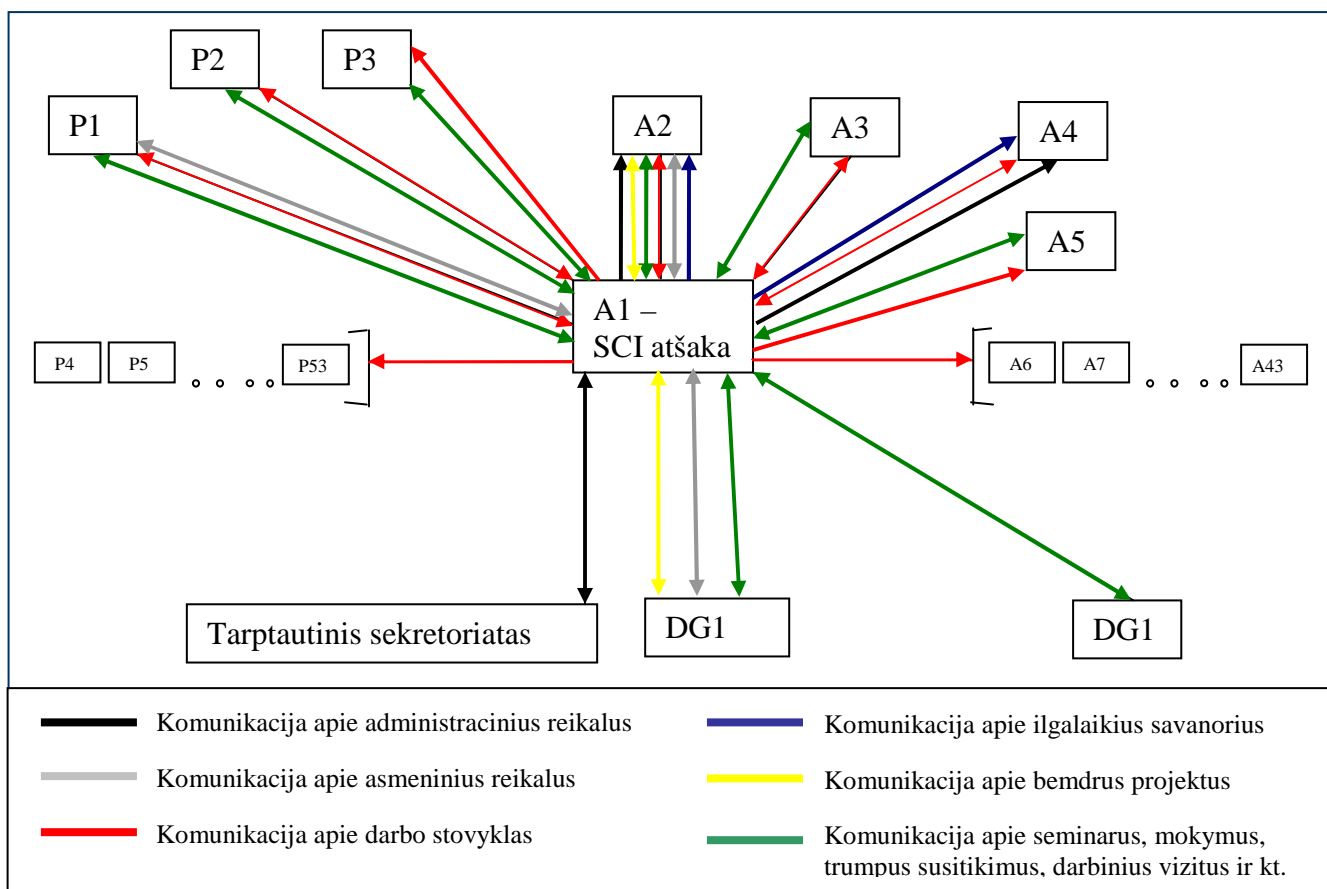 P2
P3
P1
A2
A3
A4
A5
A1 –
SCI atšaka
P4
P5
P53
A6
A7
A43
Tarptautinis sekretoriatas
DG1
DG1
Komunikacija apie administracinius reikalus
Komunikacija apie asmeninius reikalus
Komunikacija apie darbo stovyklas
Komunikacija apie ilgalaikius savanorius
Komunikacija apie bemdrus projektus
Komunikacija apie seminarus, mokymus,
trumpus susitikimus, darbinius vizitus ir kt.